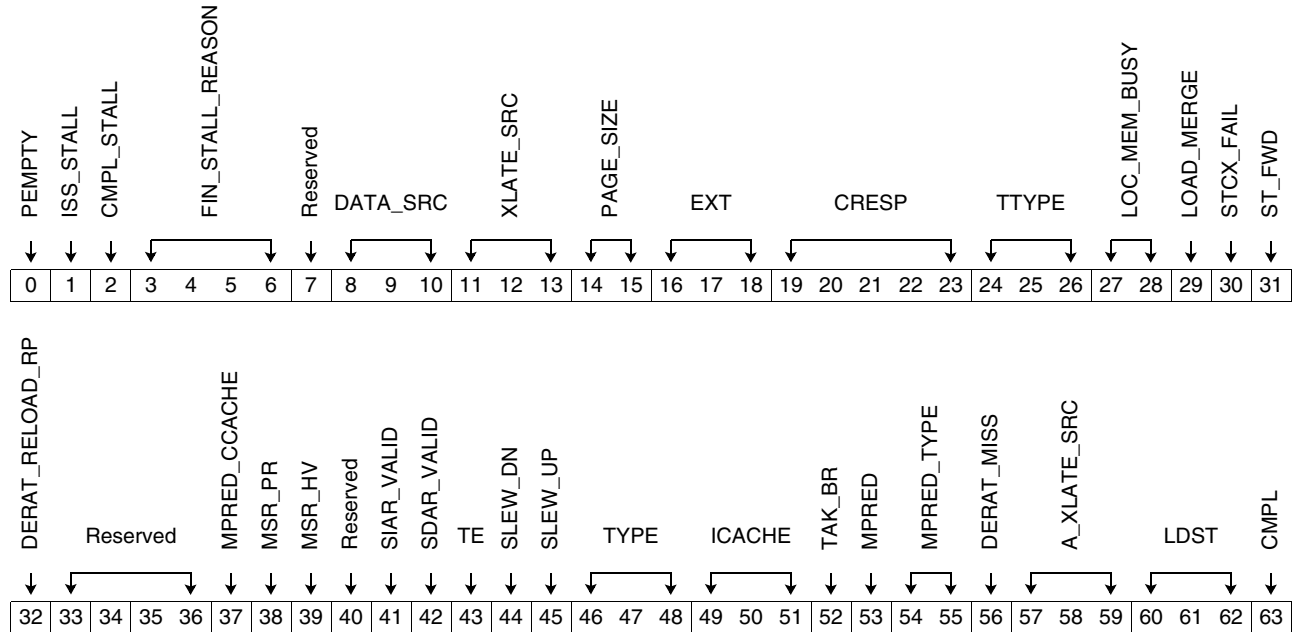 PEMPTY
ISS_STALL
CMPL_STALL
FIN_STALL_REASON
Reserved
DATA_SRC
XLATE_SRC
PAGE_SIZE
EXT
CRESP
TTYPE
LOC_MEM_BUSY
LOAD_MERGE
STCX_FAIL
ST_FWD
0 1 2 3 4 5 6 7 8 9 10 11 12 13 14 15 16 17 18 19 20 21 22 23 24 25 26 27 28 29 30 31
DERAT_RELOAD_RP
Reserved
MPRED_CCACHE
MSR_PR
MSR_HV
Reserved
SIAR_VALID
SDAR_VALID
TE
SLEW_DN
SLEW_UP
TYPE
ICACHE
TAK_BR
MPRED
MPRED_TYPE
DERAT_MISS
A_XLATE_SRC
LDST
CMPL
32 33 34 35 36 37 38 39 40 41 42 43 44 45 46 47 48 49 50 51 52 53 54 55 56 57 58 59 60 61 62 63